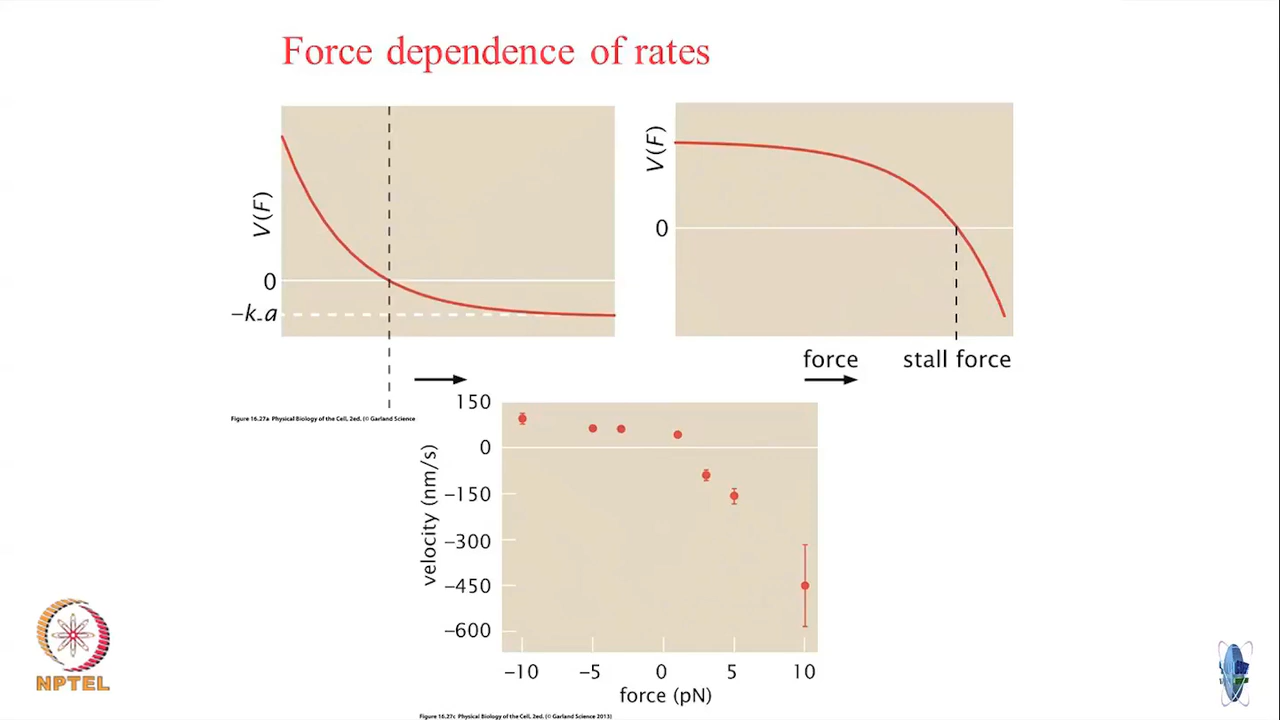 Force dependence of rates
V(F)
0
−k-a
V(F)
0
force
stall force
Figure 16.27a Physical Biology of the Cell, 2ed. (© Garland Science
150
0
−150
−300
−450
−600
velocity (nm/s)
−10
−5
0
5
10
force (pN)
Figure 16.27c Physical Biology of the Cell, 2ed. (© Garland Science 2013)
NPTEL